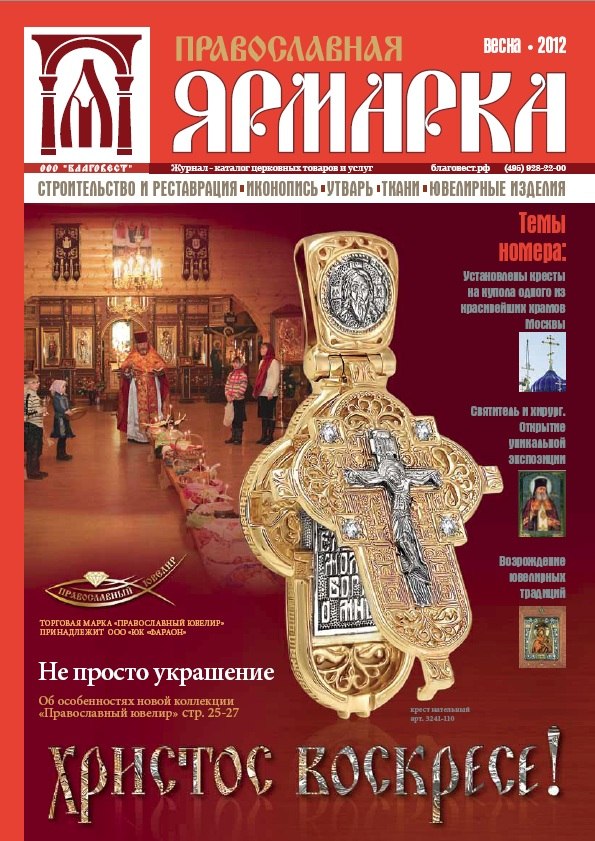 ПРАВОСЛАВНАЯ
весна • 2012
ЯРМАРКА
ООО "БЛАГОВЕСТ"
Журнал - каталог церковных товаров и услуг
благовест.рф
(495) 928-22-00
СТРОИТЕЛЬСТВО И РЕСТАВРАЦИЯ▪ИКОНОПИСЬ▪УТВАРЬ▪ТКАНИ▪ЮВЕЛИРНЫЕ ИЗДЕЛИЯ
Темы
номера:
Установлены кресты
на купола одного из
красивейших храмов
Москвы
Святитель и хирург.
Открытие
уникальной
экспозиции
Возрождение
ювелирных
традиций
ПРАВОСЛАВНЫЙ ЮВЕЛИР
ТОРГОВАЯ МАРКА «ПРАВОСЛАВНЫЙ ЮВЕЛИР»
ПРИНАДЛЕЖИТ ООО «ЮК «ФАРАОН»
Не просто украшение
Об особенностях новой коллекции
«Православный ювелир» стр. 25-27
крест нательный
арт. 3241-110
ХРИСТОС ВОСКРЕСЕ!